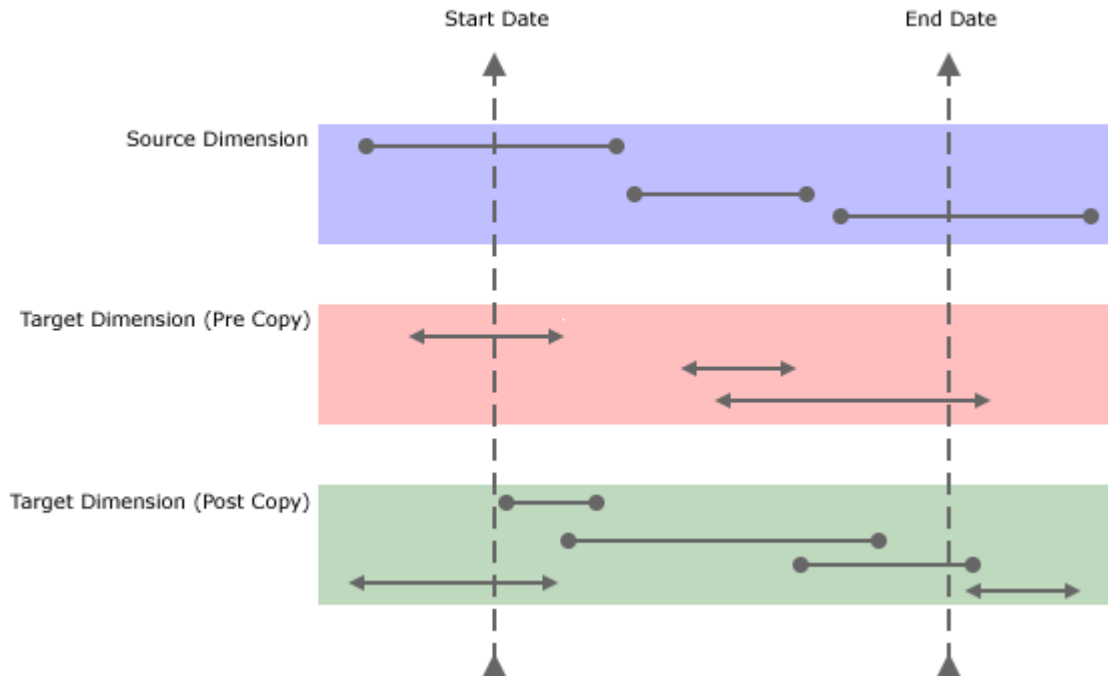 Start Date
End Date
Source Dimension
Target Dimension (Pre Copy)
Target Dimension (Post Copy)